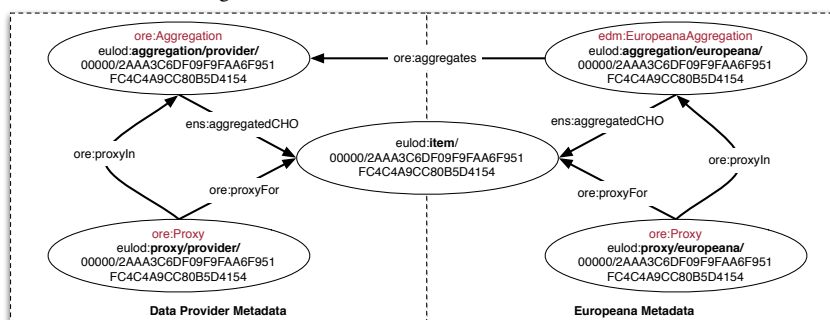 ore:Aggregation
eulod:aggregation/provider/
00000/2AAA3C6DF09F9FAA6F951
FC4C4A9CC80B5D4154
ore:aggregates
edm:EuropeanaAggregation
eulod:aggregation/europeana/
00000/2AAA3C6DF09F9FAA6F951
FC4C4A9CC80B5D4154
ens:aggregatedCHO
ens:aggregatedCHO
eulod:item/
00000/2AAA3C6DF09F9FAA6F951
FC4C4A9CC80B5D4154
ore:proxyIn
ore:proxyFor
ore:proxyFor
ore:proxyIn
ore:Proxy
eulod:proxy/provider/
00000/2AAA3C6DF09F9FAA6F951
FC4C4A9CC80B5D4154
ore:Proxy
eulod:proxy/europeana/
00000/2AAA3C6DF09F9FAA6F951
FC4C4A9CC80B5D4154
Data Provider Metadata
Europeana Metadata